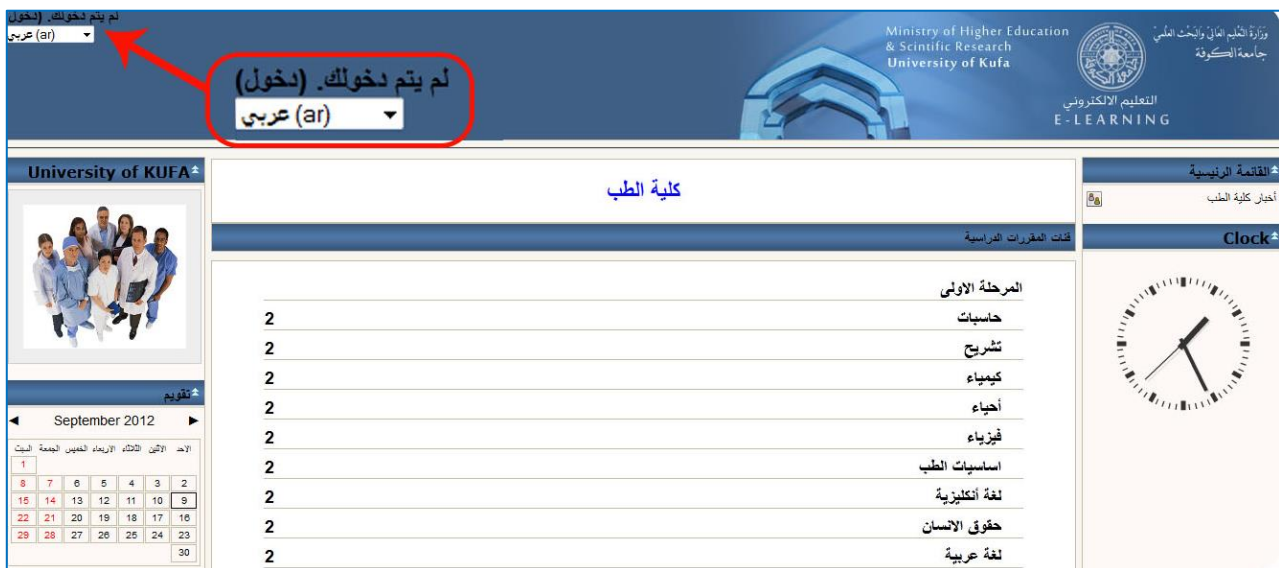 لم يتم دخولك. (دخول
عربي (ar)
لم يتم دخولك. (دخول)
عربي (ar)
Ministry of Higher Education
& Scintific Research
University of Kufa
وزارة التعليم العالي والبحث العلمي
جامعة الكوفة
التعليم الالكتروني
E-LEARNING
القائمة الرئيسية
أخبار كلية الطب
Clock
كلية الطب
فئات المقررات الدراسية
المرحلة الاولى
حاسبات 2
تشريح 2
كيمياء 2
أحياء 2
فيزياء 2
اساسيات الطب 2
لغة أنكليزية 2
حقوق الانسان 2
لغة عربية 2
University of KUFA
تقويم
◄ September 2012 ►
الاحد الاثنين الثلاثاء الاربعاء الخميس الجمعة السبت
1
2 3 4 5 6 7 8
9 10 11 12 13 14 15
16 17 18 19 20 21 22
23 24 25 26 27 28 29
30